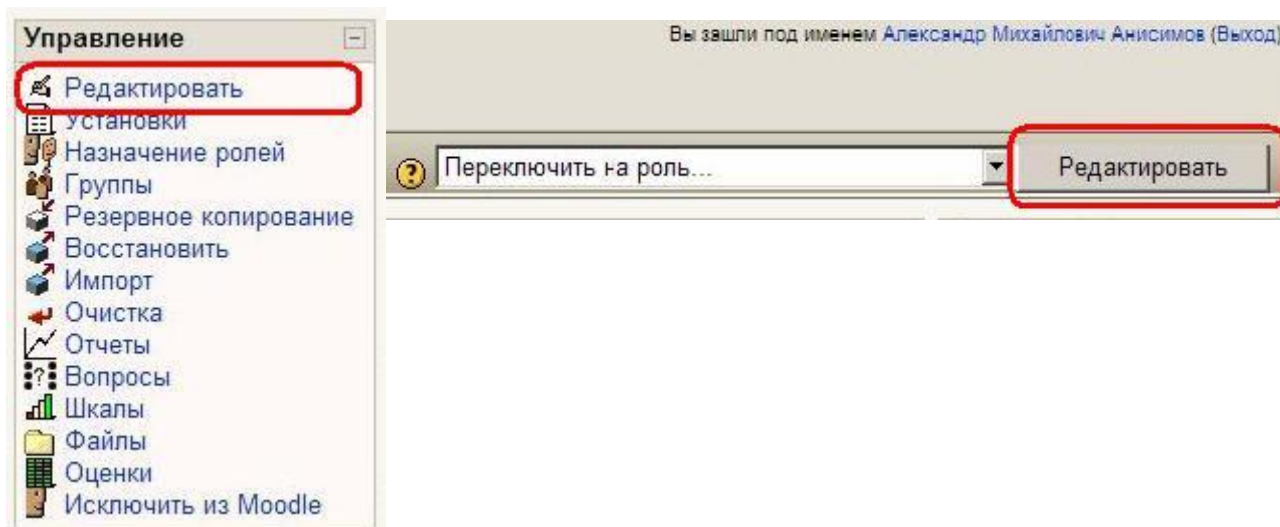 Управление
Редактировать
Установки
Назначение ролей
Группы
Резервное копирование
Восстановить
Импорт
Очистка
Отчеты
Вопросы
Шкалы
Файлы
Оценки
Исключить из Moodle
Вы зашли под именем Александр Михайлович Анисимов (Выход)
Переключить на роль...
Редактировать